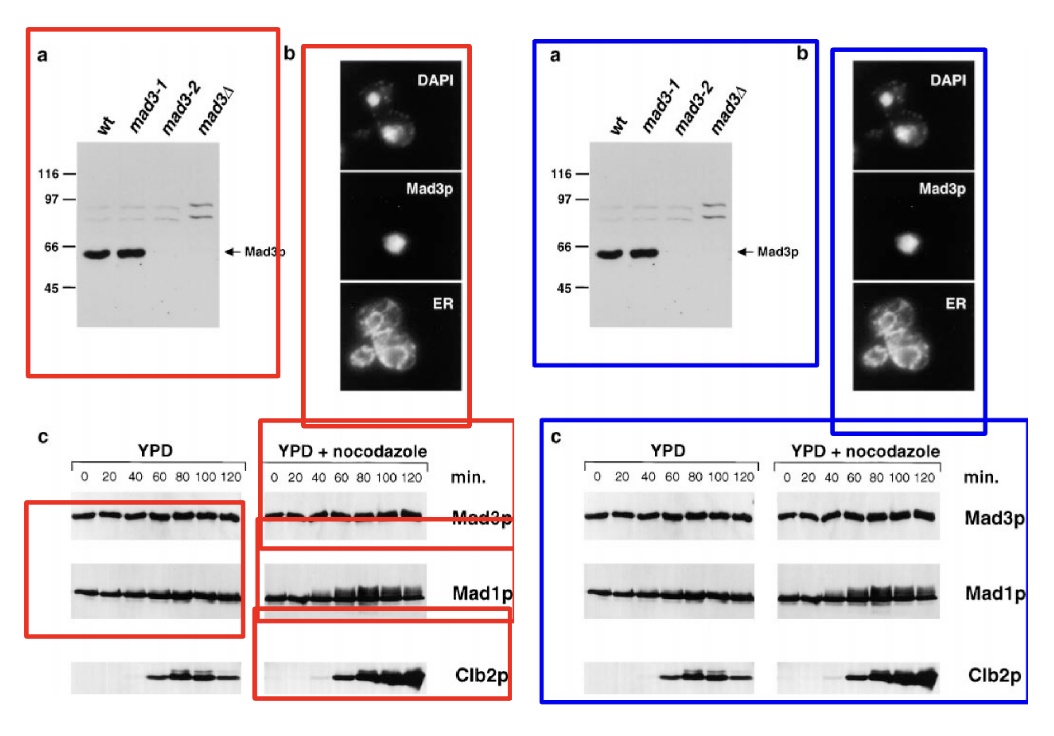 a
b
wt mad3-1 mad3-2 mad3Δ
116
97
66
45
Mad3p
DAPI
Mad3p
ER
a
b
wt mad3-1 mad3-2 mad3Δ
116
97
66
45
Mad3p
DAPI
Mad3p
ER
c
YPD YPD + nocodazole
0 20 40 60 80 100 120 0 20 40 60 80 100 120 min.
Mad3p
Mad1p
Clb2p
c
YPD YPD + nocodazole
0 20 40 60 80 100 120 0 20 40 60 80 100 120 min.
Mad3p
Mad1p
Clb2p